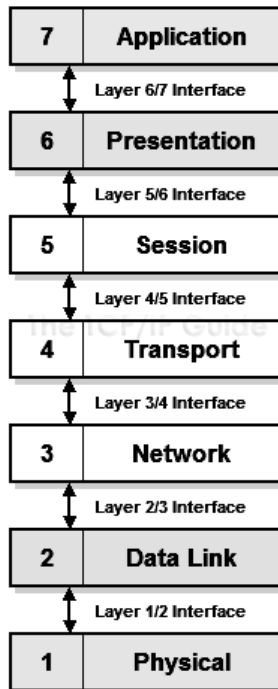 7 Application
Layer 6/7 Interface
6 Presentation
Layer 5/6 Interface
5 Session
Layer 4/5 Interface
The TCP/IP Guide
4 Transport
Layer 3/4 Interface
3 Network
Layer 2/3 Interface
2 Data Link
Layer 1/2 Interface
1 Physical